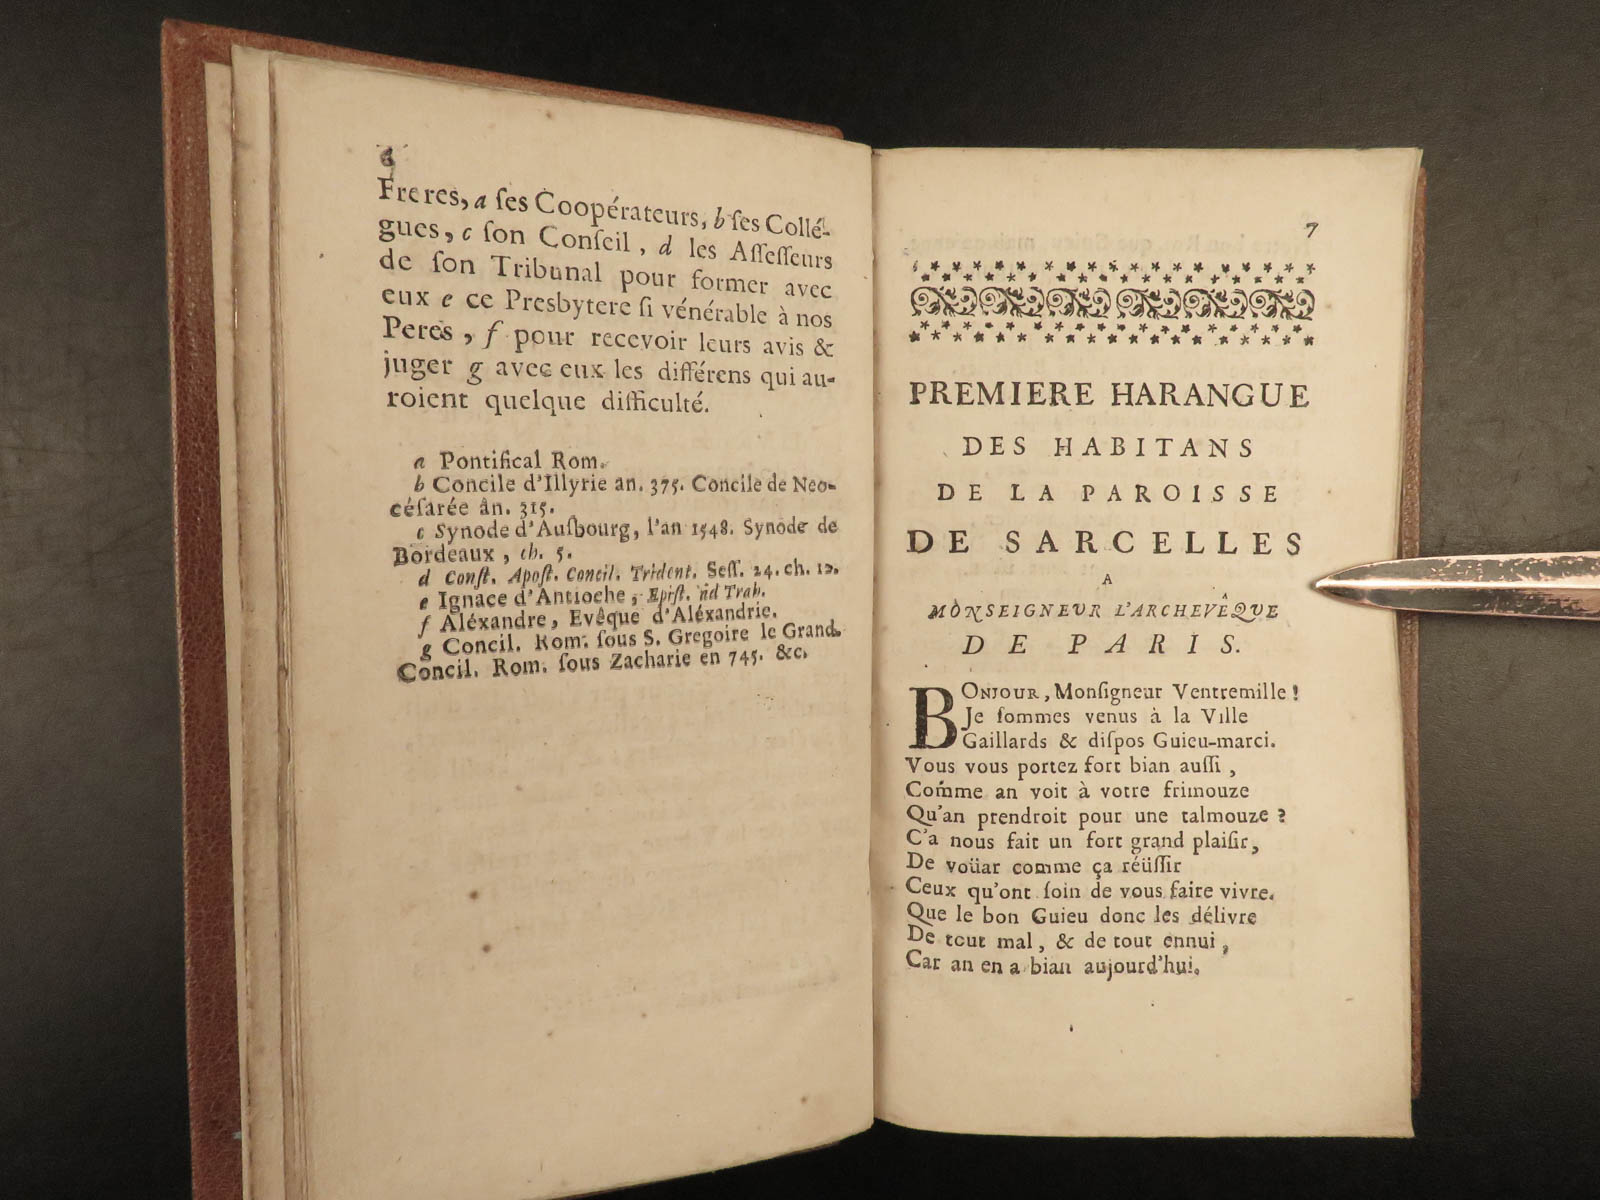 6
Freres, a ſes Coopérateurs, b ſes Collé-
gues, c ſon Conſeil, d les Aſſeſſeurs
de ſon Tribunal pour former avec
eux e ce Presbytere ſi vénérable à nos
Peres, f pour recevoir leurs avis &
juger g avec eux les différens qui au-
roient quelque difficulté.
a Pontifical Rom.
b Concile d'Illyrie an. 375. Concile de Neo-
céſarée an. 315.
c Synode d'Auſbourg, l'an 1548. Synode de
Bordeaux, ch. 5.
d Conſt. Apoſt. Concil. Trident. Seſſ. 24. ch. 12.
e Ignace d'Antioche, Epiſt. ad Trab.
f Aléxandre, Evêque d'Aléxandrie.
g Concil. Rom. ſous S. Gregoire le Grand.
Concil. Rom. ſous Zacharie en 745. &c.
7
PREMIERE HARANGUE
DES HABITANS
DE LA PAROISSE
DE SARCELLES
A
MONSEIGNEVR L'ARCHEVÊQVE
DE PARIS.
BONJOUR, Monſigneur Ventremille!
Je ſommes venus à la Ville
Gaillards & diſpos Guieu-marci.
Vous vous portez fort bian auſſi,
Comme an voit à votre frimouze
Qu'an prendroit pour une talmouze?
C'a nous fait un fort grand plaiſir,
De voüar comme ça réüſſir
Ceux qu'ont ſoin de vous faire vivre.
Que le bon Guieu donc les délivre
De tout mal, & de tout ennui,
Car an en a bian aujourd'hui.